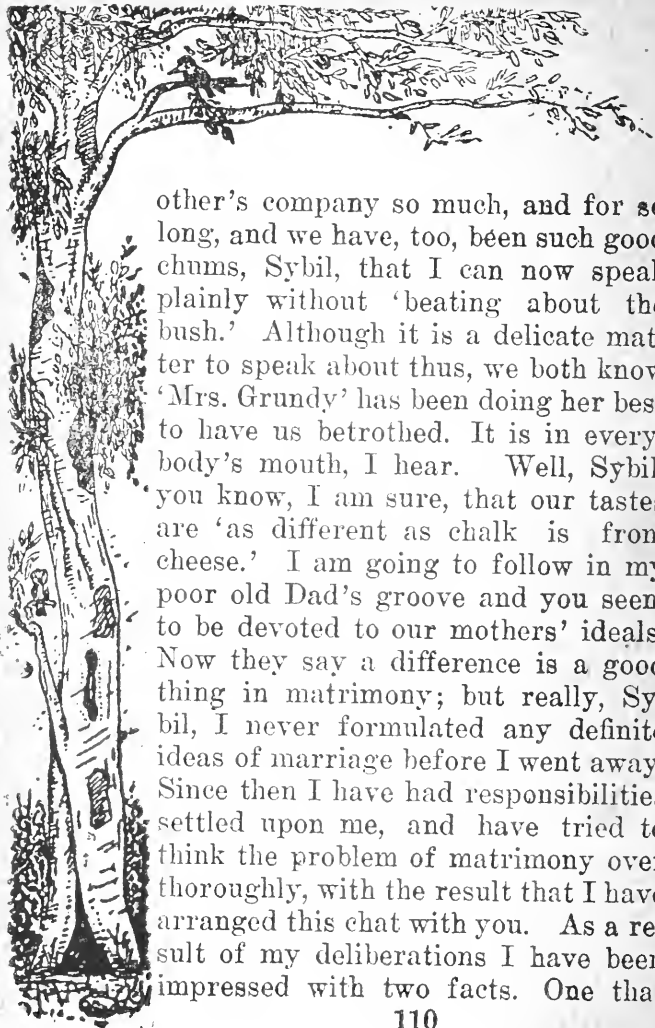 other's company so much, and for so
long, and we have, too, been such good
chums, Sybil, that I can now speak
plainly without 'beating about the
bush.' Although it is a delicate mat-
ter to speak about thus, we both know
'Mrs. Grundy' has been doing her best
to have us betrothed. It is in every-
body's mouth, I hear. Well, Sybil,
you know, I am sure, that our tastes
are 'as different as chalk is from
cheese.' I am going to follow in my
poor old Dad's groove and you seem
to be devoted to our mothers' ideals.
Now they say a difference is a good
thing in matrimony; but really, Sy-
bil, I never formulated any definite
ideas of marriage before I went away.
Since then I have had responsibilities
settled upon me, and have tried to
think the problem of matrimony over
thoroughly, with the result that I have
arranged this chat with you. As a re-
sult of my deliberations I have been
impressed with two facts. One that
110